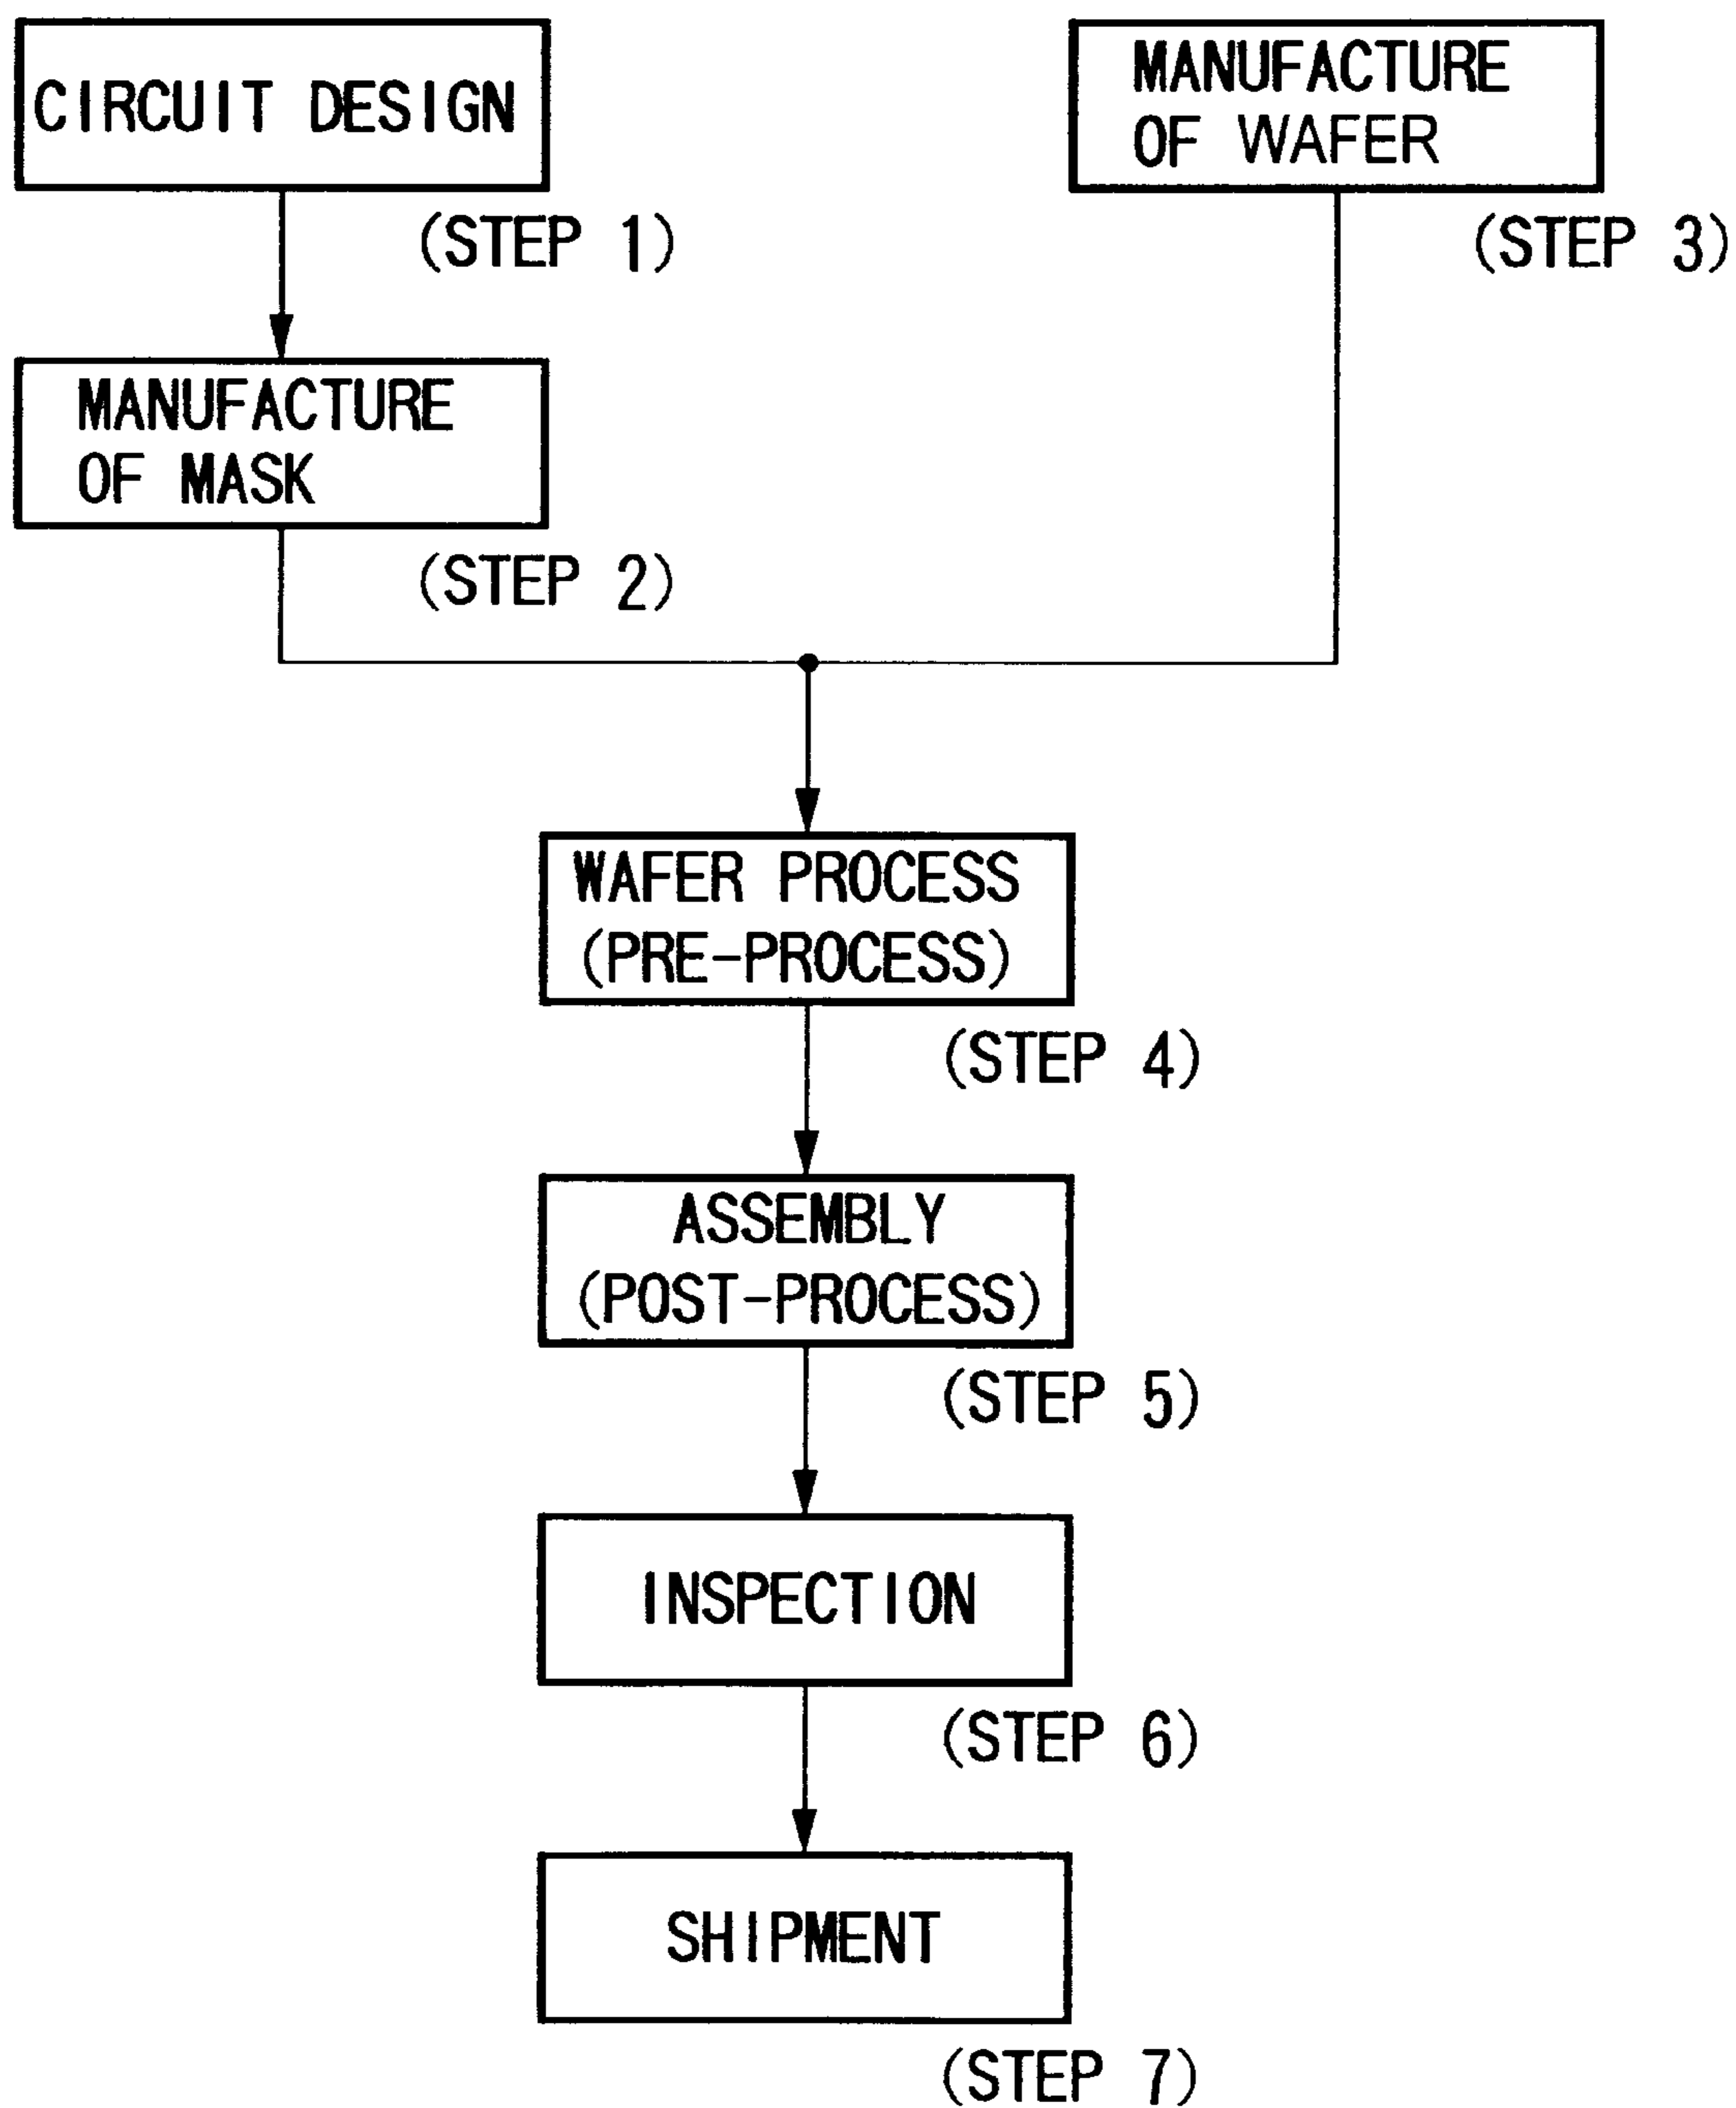 CIRCUIT DESIGN
(STEP 1)
MANUFACTURE
OF MASK
(STEP 2)
MANUFACTURE
OF WAFER
(STEP 3)
WAFER PROCESS
(PRE-PROCESS)
(STEP 4)
ASSEMBLY
(POST-PROCESS)
(STEP 5)
INSPECTION
(STEP 6)
SHIPMENT
(STEP 7)